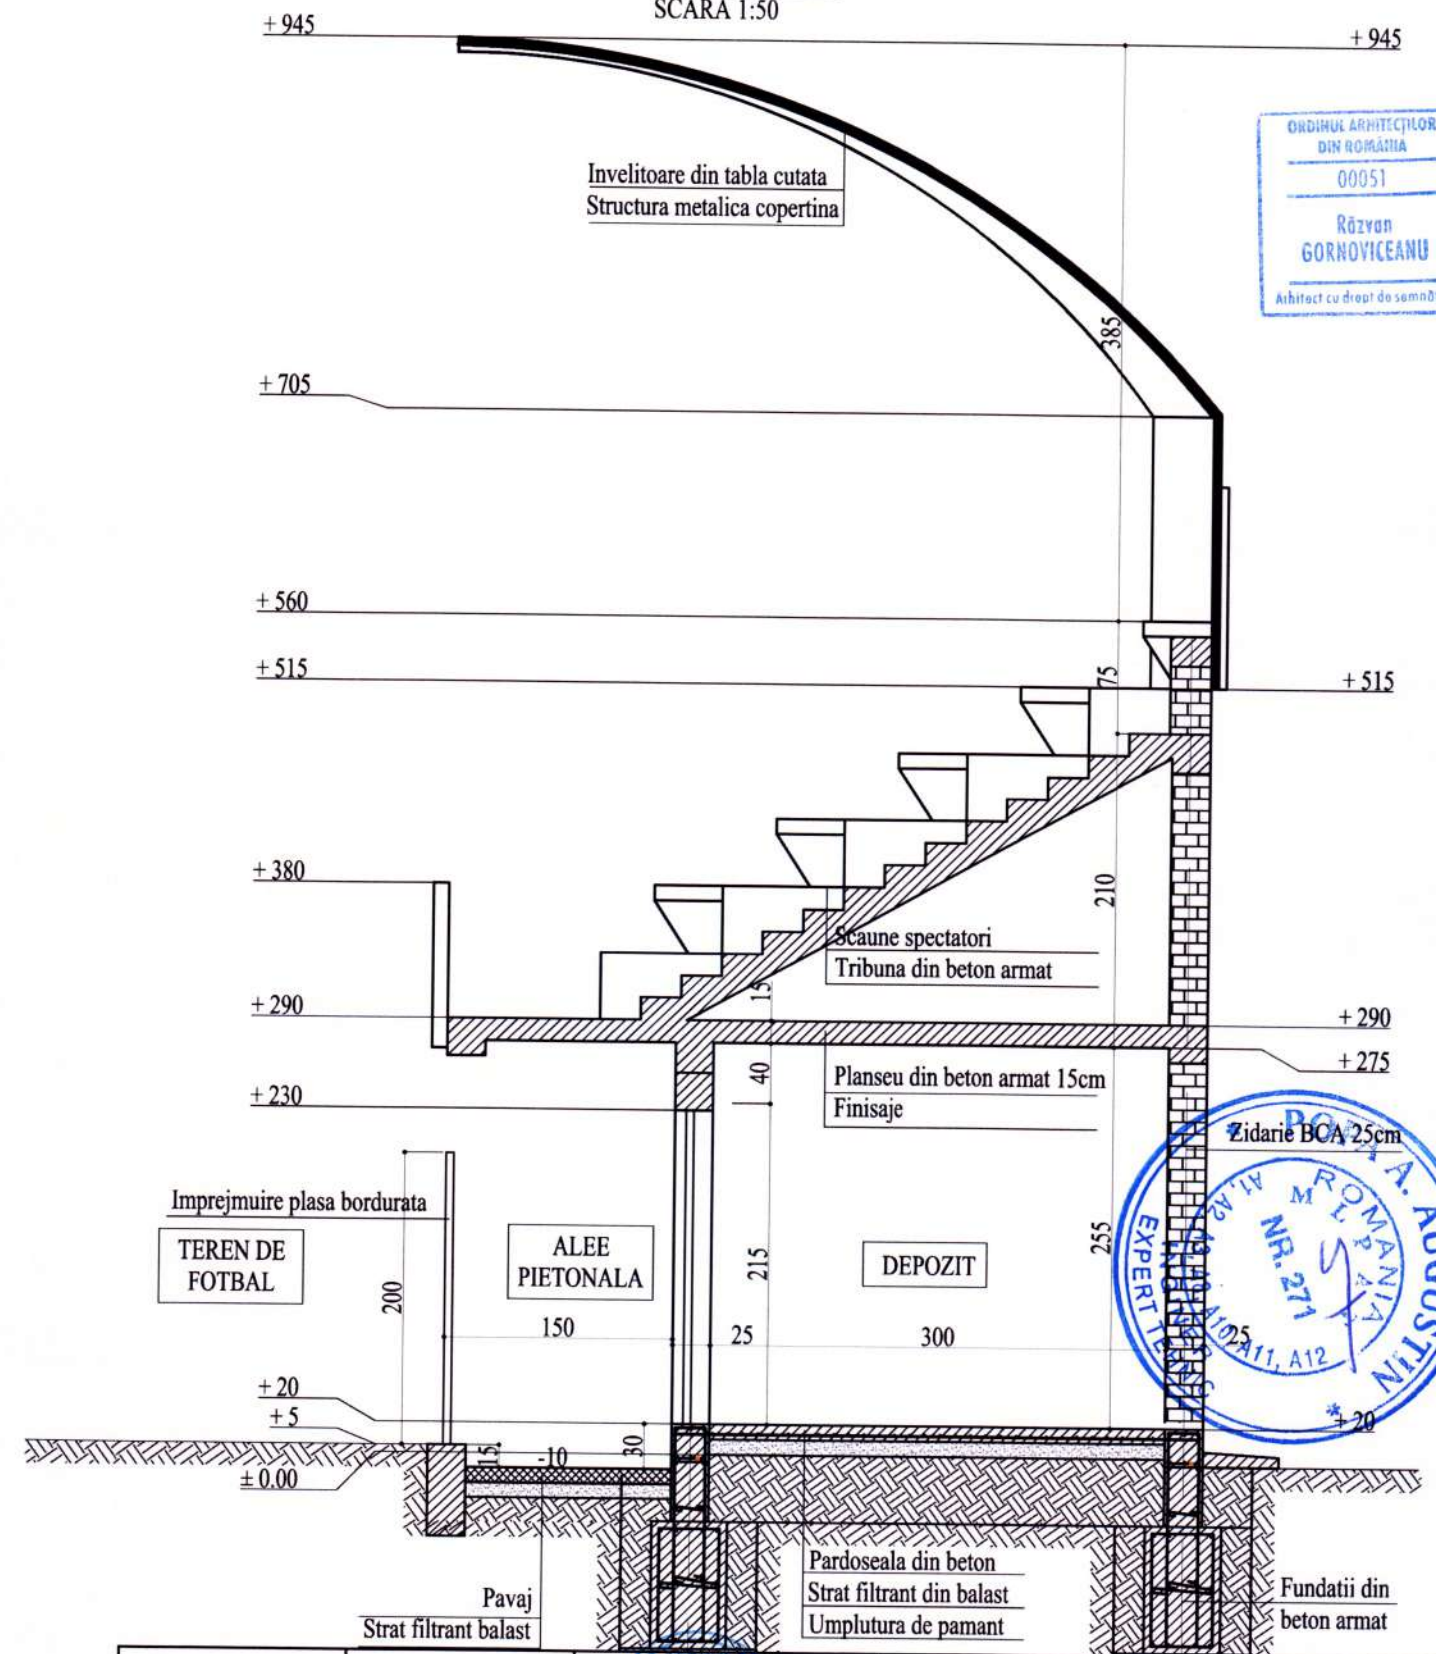 SCARA 1:50
+ 945
+ 945
ORDINUL ARHITECȚILOR
DIN ROMÂNIA
00051
Răzvan
GORNOVICEANU
Arhitect cu drept de semnă
Invelitoare din tabla cutata
Structura metalica copertina
385
+ 705
+ 560
+ 515
75
+ 515
+ 380
210
Scaune spectatori
Tribuna din beton armat
15
+ 290
+ 290
+ 275
40
Planseu din beton armat 15cm
Finisaje
+ 230
Zidarie BCA 25cm
POPA A. AUGUSTIN
ROMANIA
M L P A T
NR. 271
EXPERT TEHNIC
A10, A11, A12
Imprejmuire plasa bordurata
TEREN DE
FOTBAL
ALEE
PIETONALA
DEPOZIT
200
215
255
150
25
300
25
+ 20
+ 5
+ 20
15
-10
30
± 0.00
Pardoseala din beton
Strat filtrant din balast
Umplutura de pamant
Pavaj
Strat filtrant balast
Fundatii din
beton armat